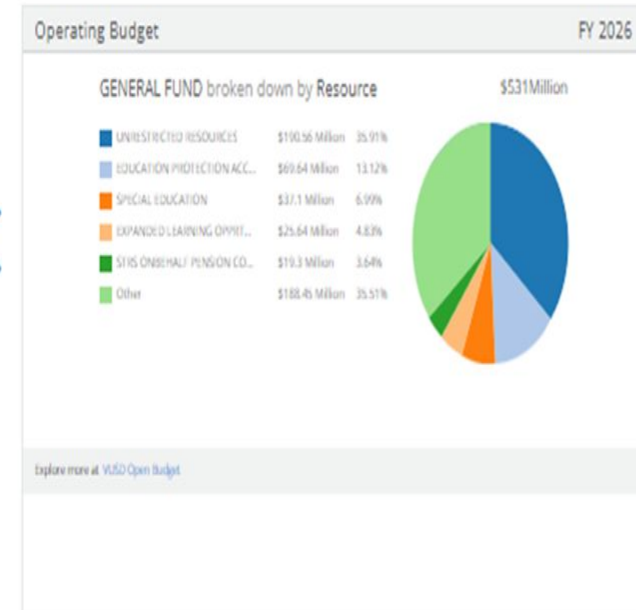 Operating Budget FY 2026
GENERAL FUND broken down by Resource $531Million
UNRESTRICTED RESOURCES $190.56 Million 35.91%
EDUCATION PROTECTION ACC... $69.64 Million 13.12%
SPECIAL EDUCATION $37.1 Million 6.99%
EXPANDED LEARNING OPPRT... $25.64 Million 4.83%
STRS ONBEHALF PENSION CO... $19.3 Million 3.64%
Other $188.45 Million 35.51%
Explore more at VUSD Open Budget